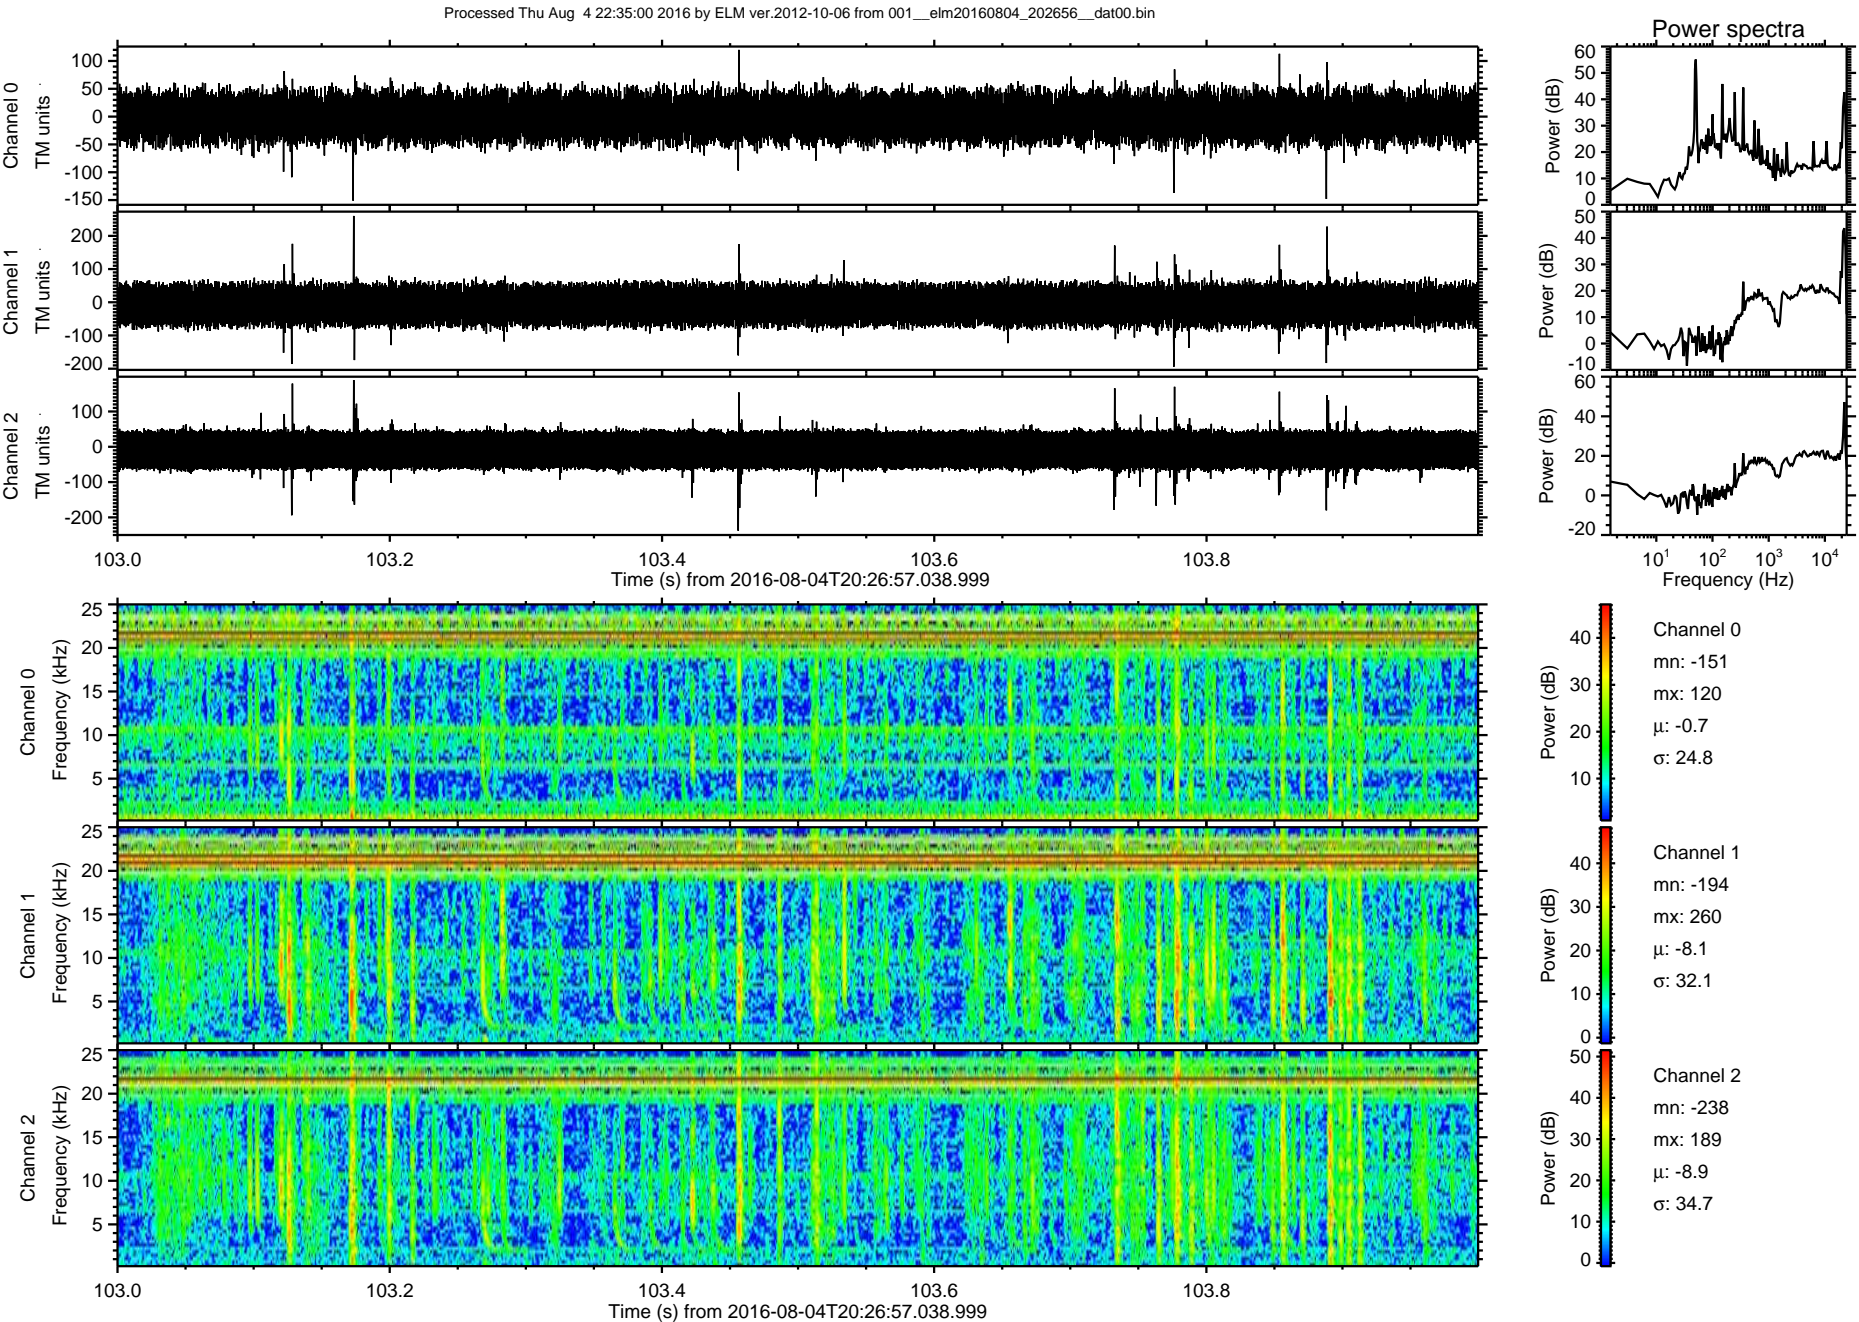 Processed Thu Aug  4 22:35:00 2016 by ELM ver.2012-10-06 from 001__elm20160804_202656__dat00.bin
Power spectra
Channel 0
TM units
100
50
0
-50
-100
-150
Power (dB)
60
50
40
30
20
10
0
Channel 1
TM units
200
100
0
-100
-200
Power (dB)
50
40
30
20
10
0
-10
Channel 2
TM units
100
0
-100
-200
Power (dB)
60
40
20
0
-20
103.0 103.2 103.4 103.6 103.8
Time (s) from 2016-08-04T20:26:57.038.999
10^1 10^2 10^3 10^4
Frequency (Hz)
Channel 0
Frequency (kHz)
25
20
15
10
5
Power (dB)
40
30
20
10
Channel 0
mn: -151
mx: 120
μ: -0.7
σ: 24.8
Channel 1
Frequency (kHz)
25
20
15
10
5
Power (dB)
40
30
20
10
0
Channel 1
mn: -194
mx: 260
μ: -8.1
σ: 32.1
Channel 2
Frequency (kHz)
25
20
15
10
5
Power (dB)
50
40
30
20
10
0
Channel 2
mn: -238
mx: 189
μ: -8.9
σ: 34.7
103.0 103.2 103.4 103.6 103.8
Time (s) from 2016-08-04T20:26:57.038.999